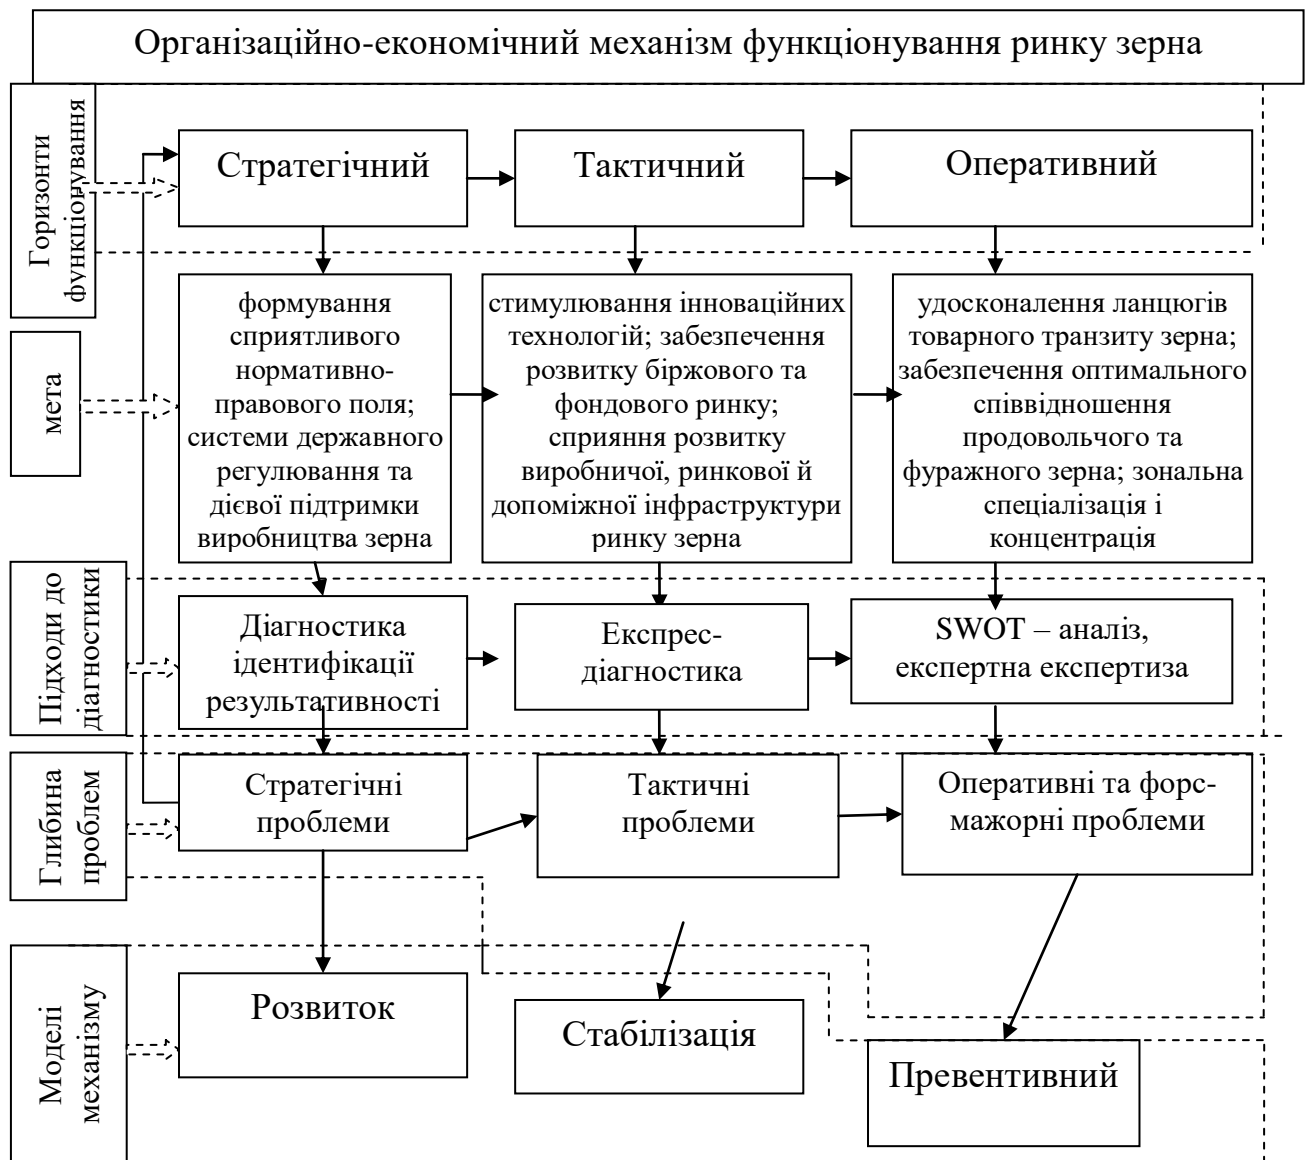 Організаційно-економічний механізм функціонування ринку зерна
Горизонти
функціонування
Стратегічний
Тактичний
Оперативний
мета
формування
сприятливого
нормативно-
правового поля;
системи державного
регулювання та
дієвої підтримки
виробництва зерна
стимулювання інноваційних
технологій; забезпечення
розвитку біржового та
фондового ринку;
сприяння розвитку
виробничої, ринкової й
допоміжної інфраструктури
ринку зерна
удосконалення ланцюгів
товарного транзиту зерна;
забезпечення оптимального
співвідношення
продовольчого та
фуражного зерна; зональна
спеціалізація і
концентрація
Підходи до
діагностики
Діагностика
ідентифікації
результативності
Експрес-
діагностика
SWOT – аналіз,
експертна експертиза
Глибина
проблем
Стратегічні
проблеми
Тактичні
проблеми
Оперативні та форс-
мажорні проблеми
Моделі
механізму
Розвиток
Стабілізація
Превентивний